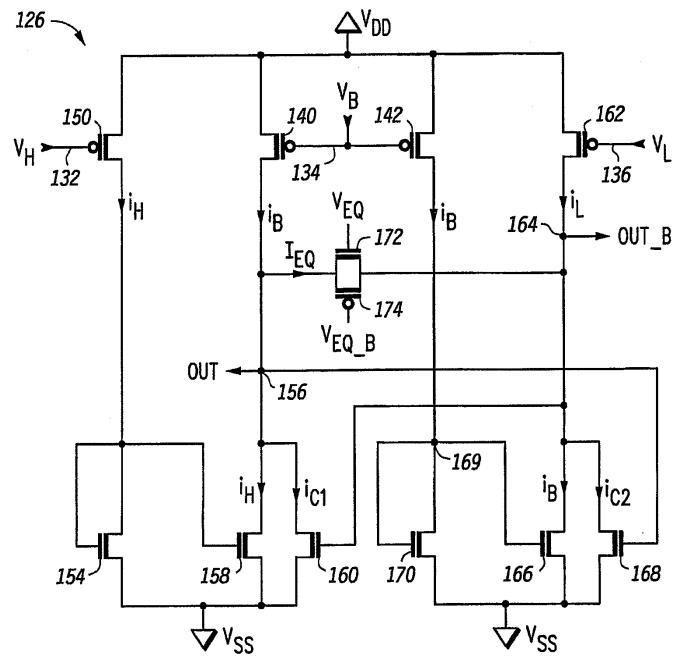 126
V_DD
150
140
V_B
142
162
V_H
132
134
136
V_L
i_H
i_B
V_EQ
i_B
i_L
164
OUT_B
I_EQ
172
174
V_EQ_B
OUT
156
169
i_H
i_C1
i_B
i_C2
154
158
160
170
166
168
V_SS
V_SS